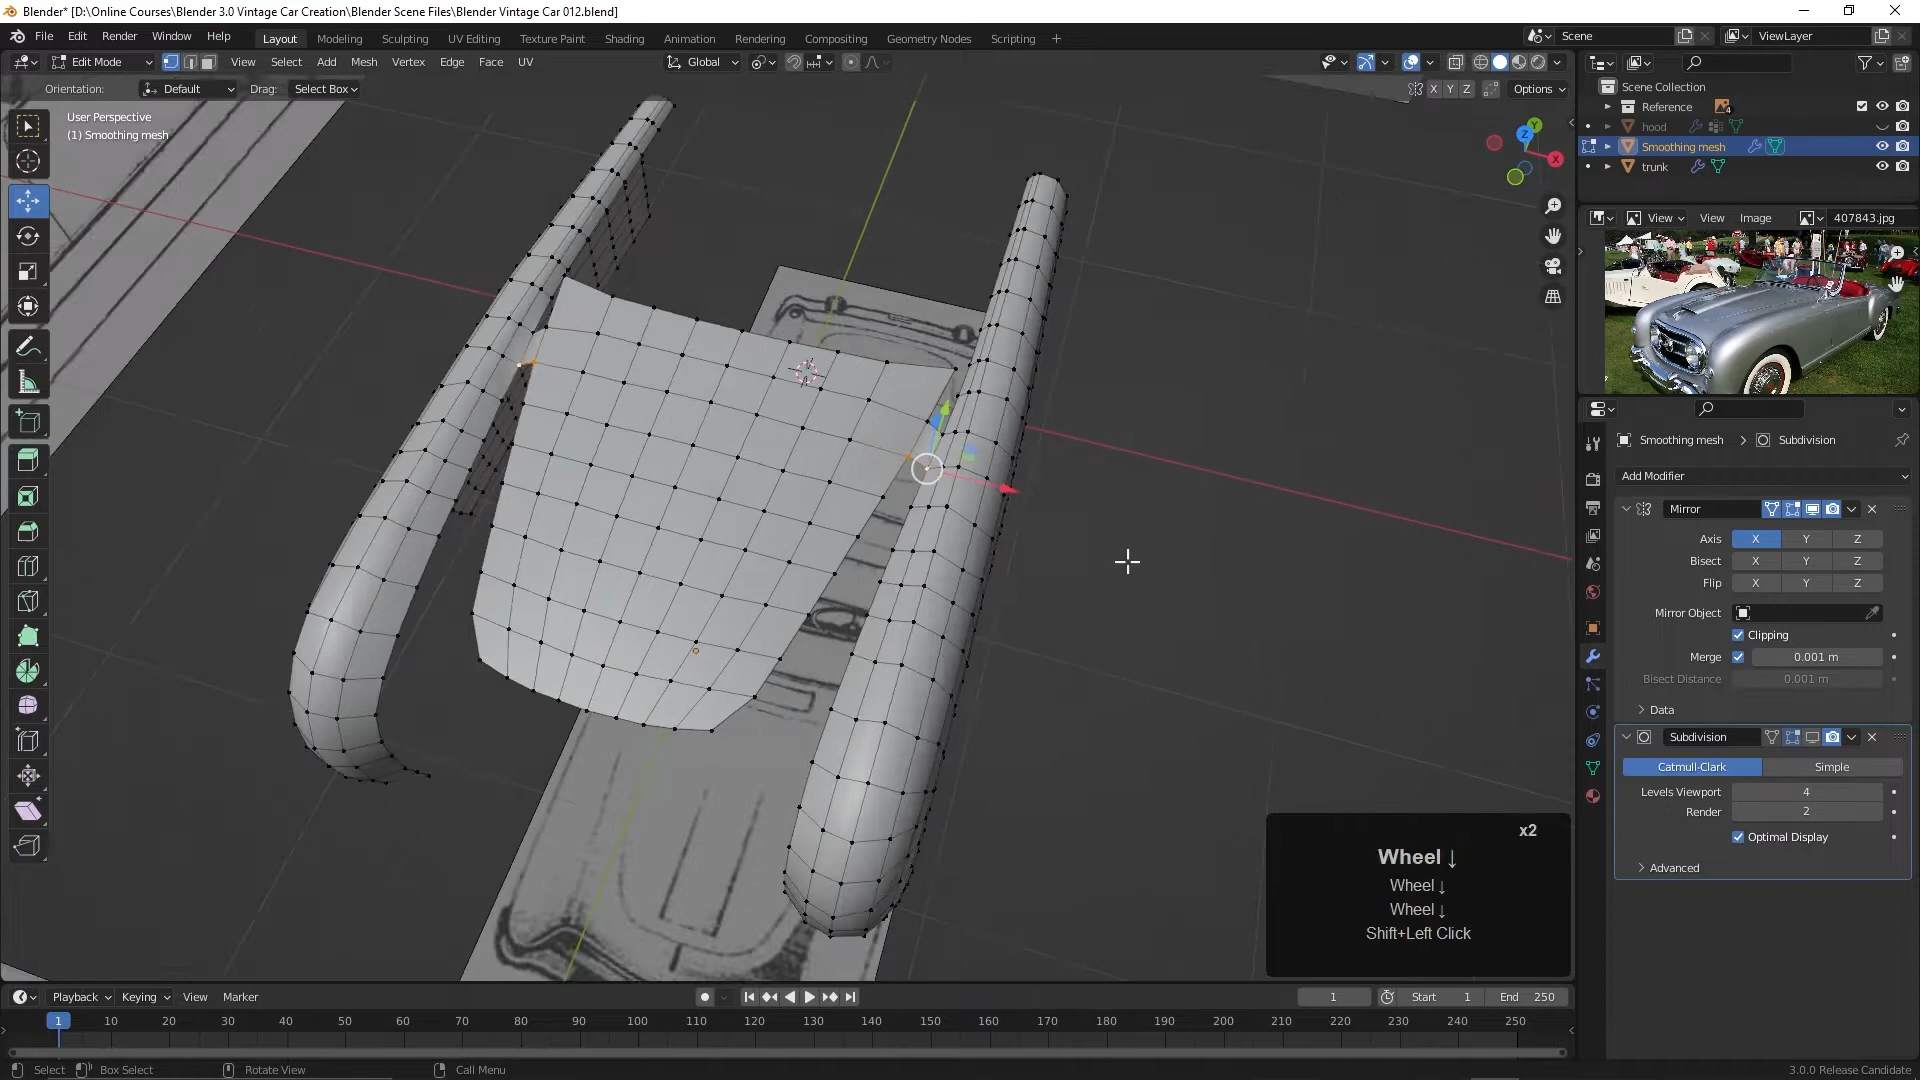 Blender* [D:\Online Courses\Blender 3.0 Vintage Car Creation\Blender Scene Files\Blender Vintage Car 012.blend]
File Edit Render Window Help Layout Modeling Sculpting UV Editing Texture Paint Shading Animation Rendering Compositing Geometry Nodes Scripting + Scene ViewLayer
Edit Mode View Select Add Mesh Vertex Edge Face UV Global
Orientation: Default Drag: Select Box X Y Z Options
User Perspective
(1) Smoothing mesh
Scene Collection
Reference 4
hood
Smoothing mesh
trunk
Y
Z
X
View View Image 407843.jpg
Smoothing mesh > Subdivision
Add Modifier
Mirror
Axis X Y Z
Bisect X Y Z
Flip X Y Z
Mirror Object
Clipping
Merge 0.001 m
Bisect Distance 0.001 m
Data
Subdivision
Catmull-Clark Simple
Levels Viewport 4
Render 2
Optimal Display
Advanced
x2
Wheel ↓
Wheel ↓
Wheel ↓
Shift+Left Click
Playback Keying View Marker 1 Start 1 End 250
1 10 20 30 40 50 60 70 80 90 100 110 120 130 140 150 160 170 180 190 200 210 220 230 240 250
Select Box Select Rotate View Call Menu 3.0.0 Release Candidate